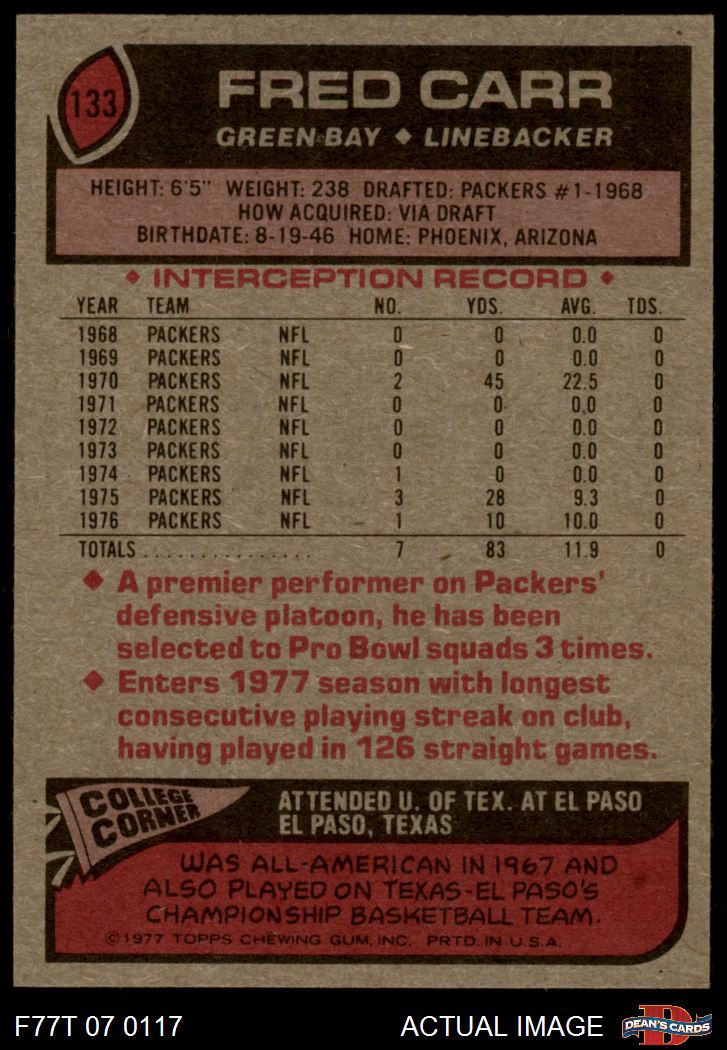 133
FRED CARR
GREEN BAY ♦ LINEBACKER
HEIGHT: 6'5" WEIGHT: 238 DRAFTED: PACKERS #1-1968
HOW ACQUIRED: VIA DRAFT
BIRTHDATE: 8-19-46 HOME: PHOENIX, ARIZONA
♦ INTERCEPTION RECORD ♦
YEAR TEAM NO. YDS. AVG. TDS.
1968 PACKERS NFL 0 0 0.0 0
1969 PACKERS NFL 0 0 0.0 0
1970 PACKERS NFL 2 45 22.5 0
1971 PACKERS NFL 0 0 0.0 0
1972 PACKERS NFL 0 0 0.0 0
1973 PACKERS NFL 0 0 0.0 0
1974 PACKERS NFL 1 0 0.0 0
1975 PACKERS NFL 3 28 9.3 0
1976 PACKERS NFL 1 10 10.0 0
TOTALS................ 7 83 11.9 0
♦ A premier performer on Packers'
defensive platoon, he has been
selected to Pro Bowl squads 3 times.
♦ Enters 1977 season with longest
consecutive playing streak on club,
having played in 126 straight games.
COLLEGE
CORNER
ATTENDED U. OF TEX. AT EL PASO
EL PASO, TEXAS
WAS ALL-AMERICAN IN 1967 AND
ALSO PLAYED ON TEXAS-EL PASO'S
CHAMPIONSHIP BASKETBALL TEAM.
©1977 TOPPS CHEWING GUM, INC. PRTD. IN U.S.A.
F77T 07 0117 ACTUAL IMAGE
D
DEAN'S CARDS